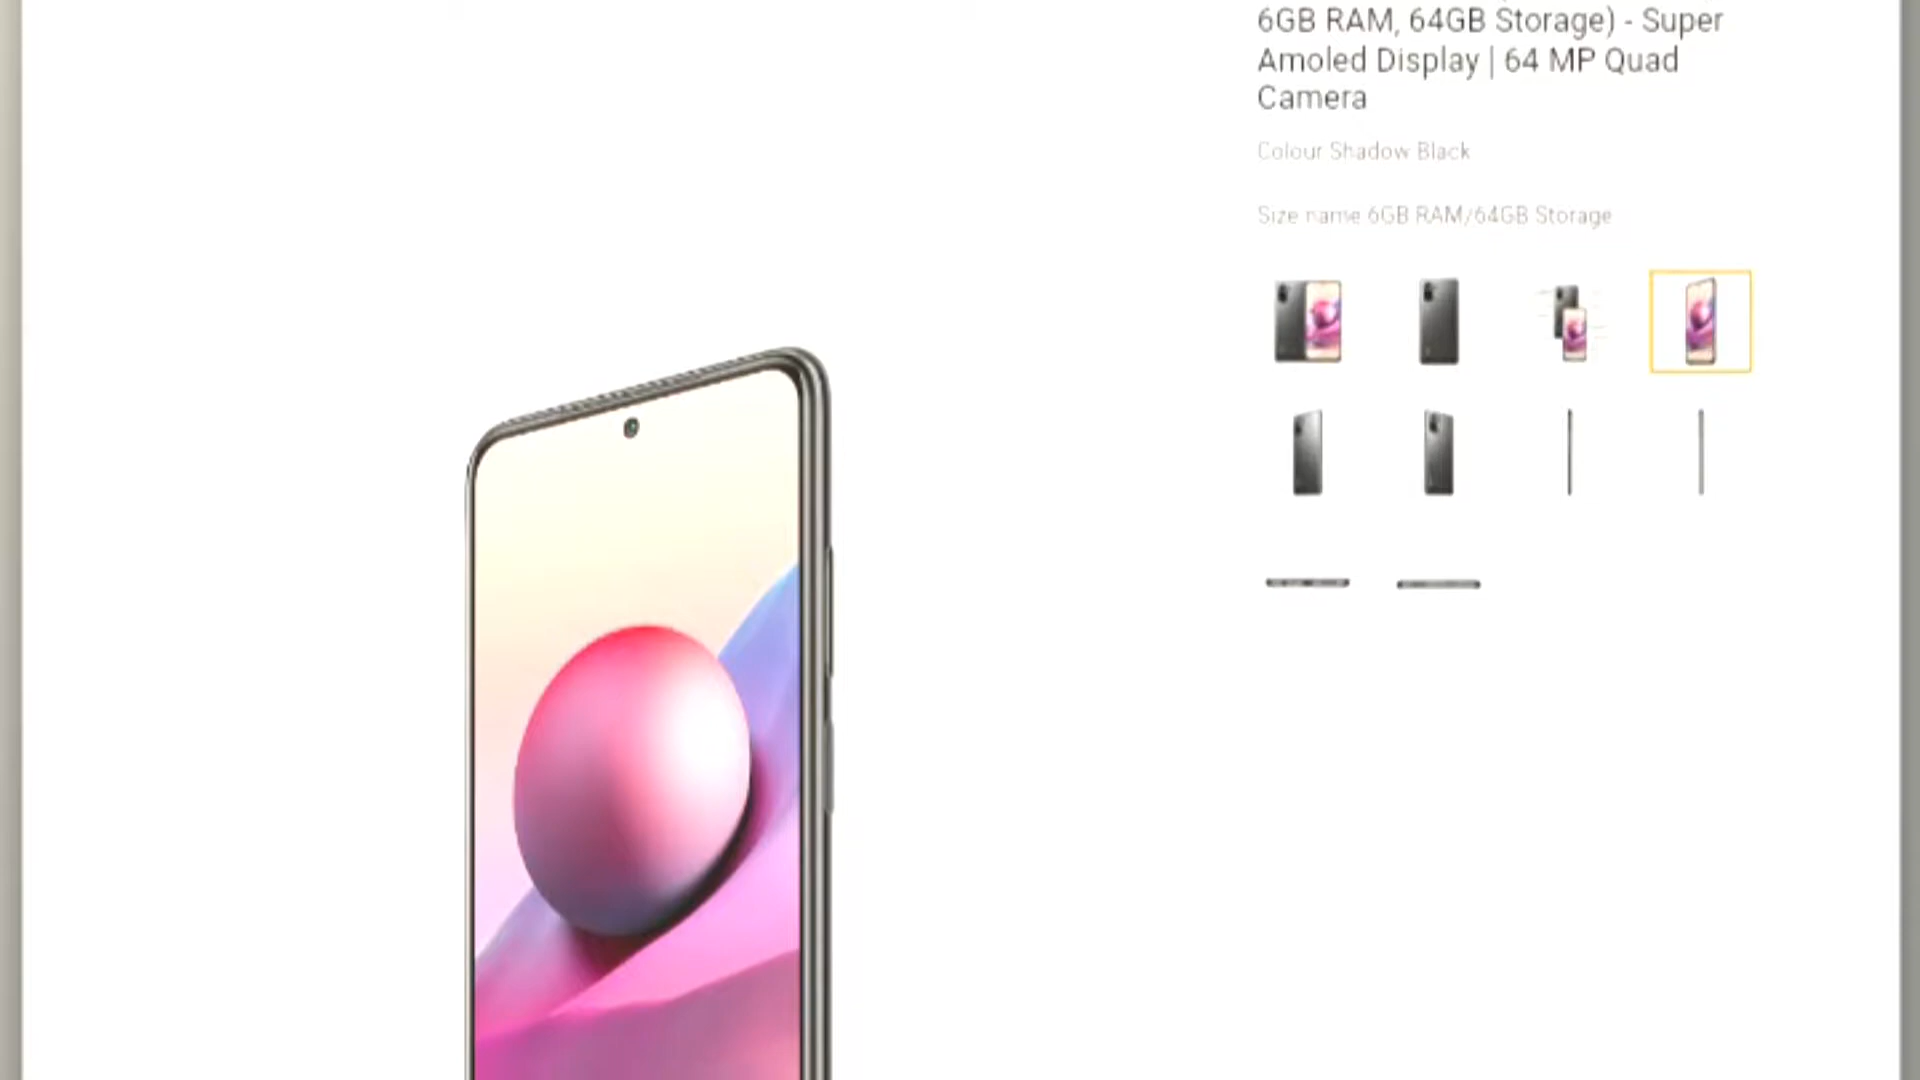 6GB RAM, 64GB Storage) - Super
Amoled Display | 64 MP Quad
Camera
Colour Shadow Black
Size name 6GB RAM/64GB Storage